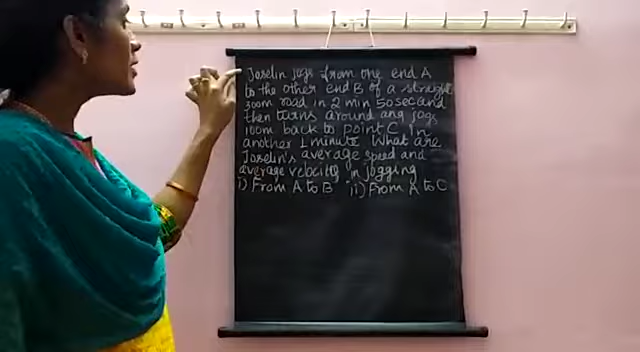 Joselin jogs from one end A
to the other end B of a straight
300m road in 2 min 50 second
then turns around and jogs
100m back to point C, in
another 1 minute What are
Joselin's average speed and
average velocity in jogging
i) From A to B ii) From A to C